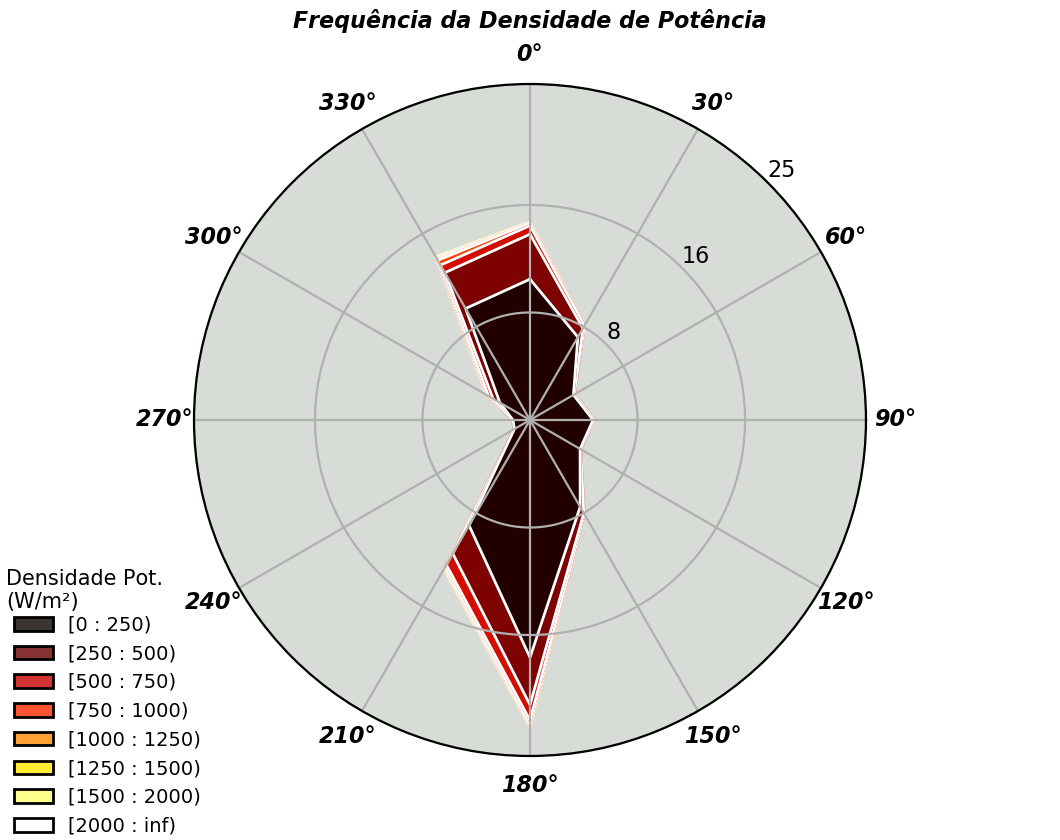 Frequência da Densidade de Potência
0°
330°
30°
25
300°
60°
16
8
270°
90°
Densidade Pot.
(W/m²)
240°
120°
[0 : 250)
[250 : 500)
[500 : 750)
[750 : 1000)
210°
150°
[1000 : 1250)
[1250 : 1500)
180°
[1500 : 2000)
[2000 : inf)